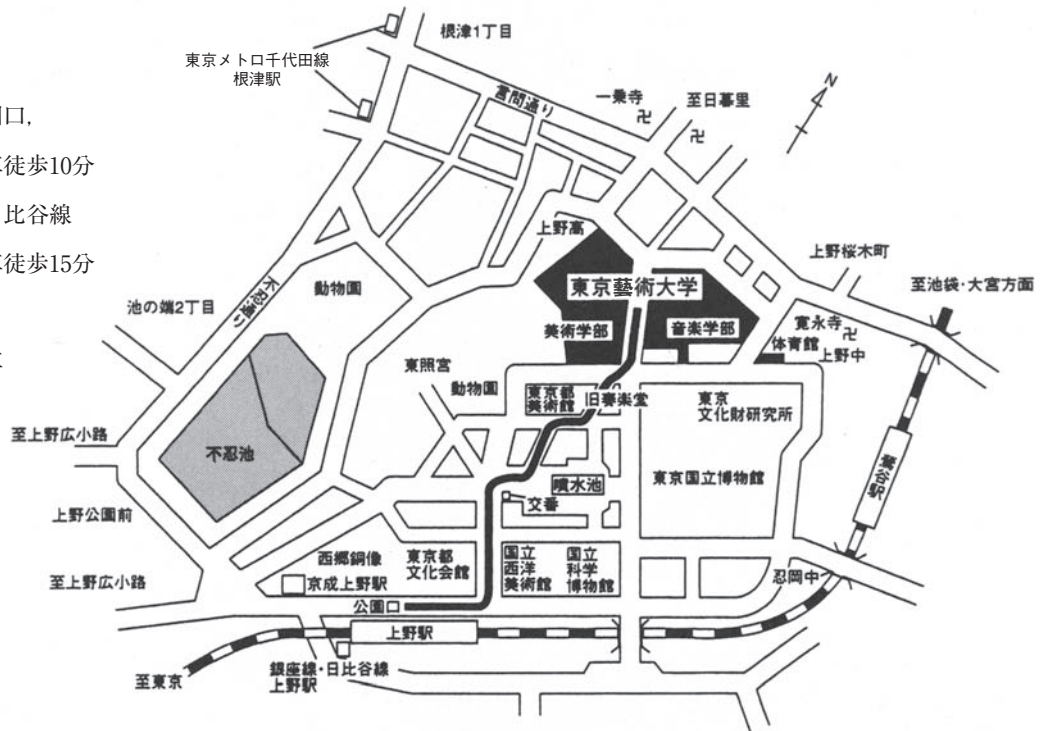 根津1丁目
東京メトロ千代田線
根津駅
言問通り
一乗寺
至日暮里
N
口,
徒歩10分
比谷線
徒歩15分
上野高
上野桜木町
至池袋・大宮方面
東京藝術大学
美術学部
音楽学部
寛永寺
体育館
上野中
動物園
不忍通り
池の端2丁目
東照宮
動物園
東京都
美術館
旧奏楽堂
東京
文化財研究所
至上野広小路
不忍池
噴水池
交番
東京国立博物館
鶯谷駅
上野公園前
西郷銅像
東京都
文化会館
国立
西洋
美術館
国立
科学
博物館
至上野広小路
京成上野駅
忍岡中
公園口
上野駅
銀座線・日比谷線
上野駅
至東京